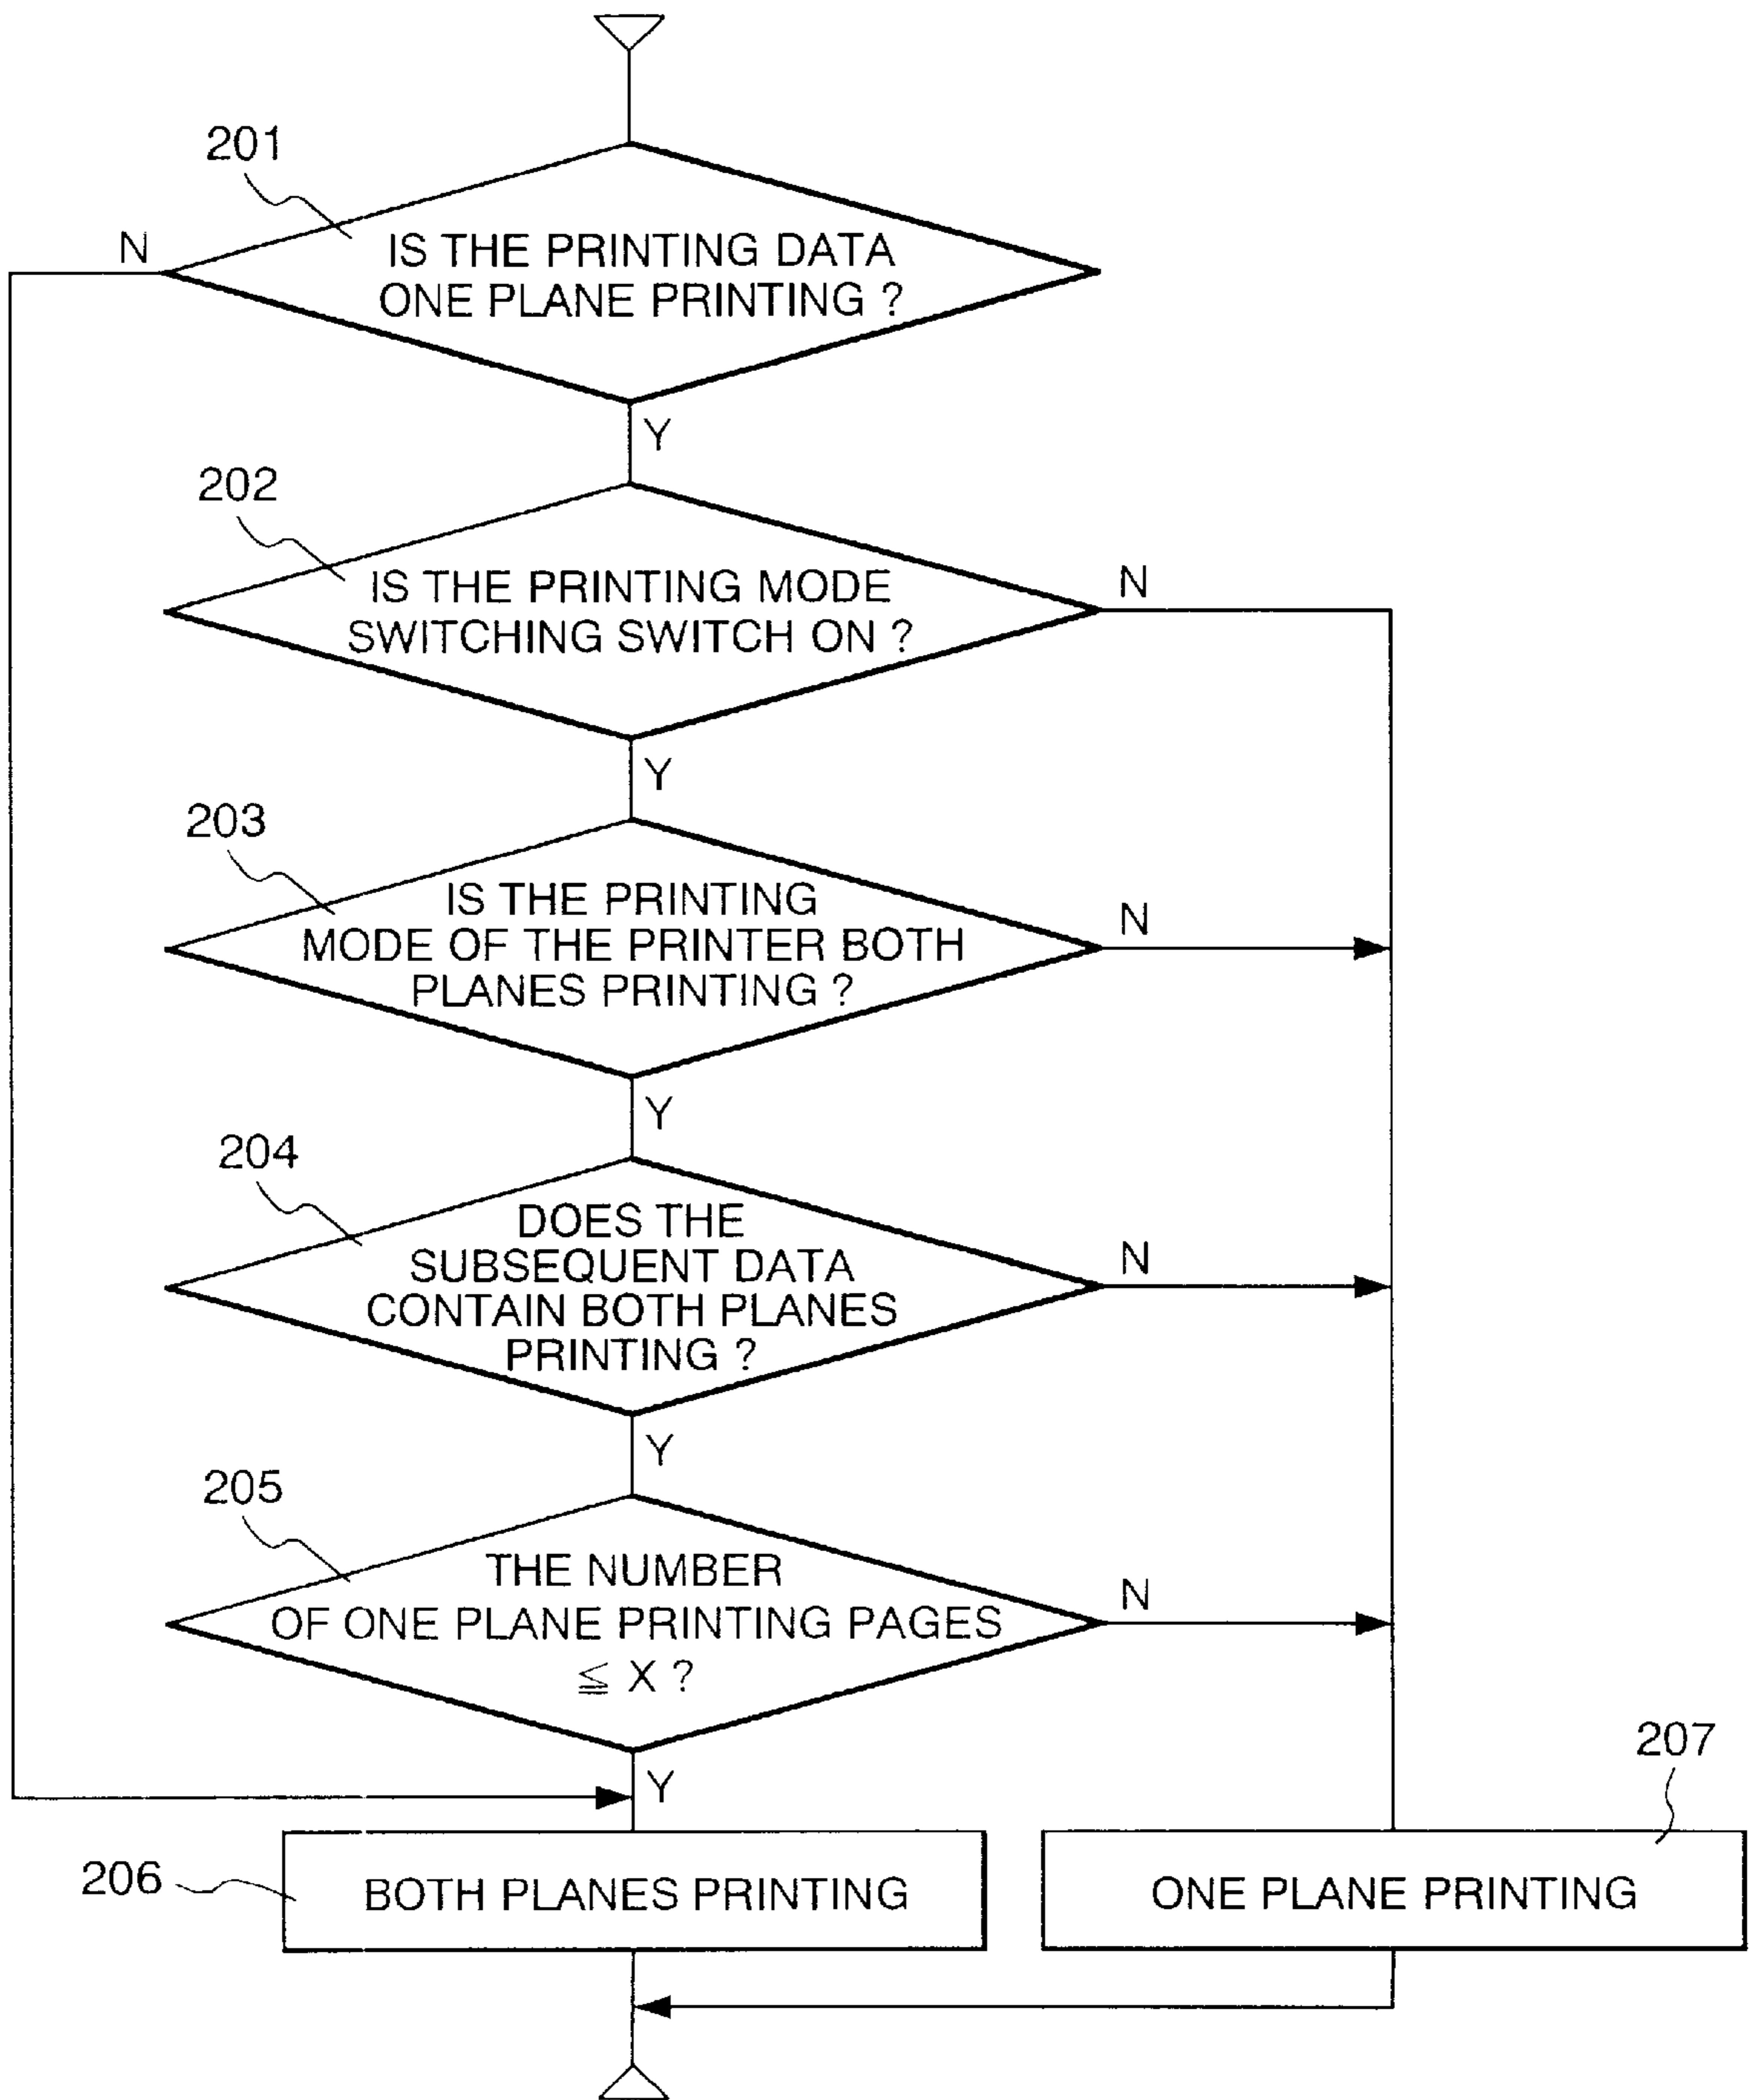 201
N
IS THE PRINTING DATA
ONE PLANE PRINTING ?
Y
202
IS THE PRINTING MODE
SWITCHING SWITCH ON ?
N
Y
203
IS THE PRINTING
MODE OF THE PRINTER BOTH
PLANES PRINTING ?
N
Y
204
DOES THE
SUBSEQUENT DATA
CONTAIN BOTH PLANES
PRINTING ?
N
Y
205
THE NUMBER
OF ONE PLANE PRINTING PAGES
≦ X ?
N
Y
206
BOTH PLANES PRINTING
207
ONE PLANE PRINTING